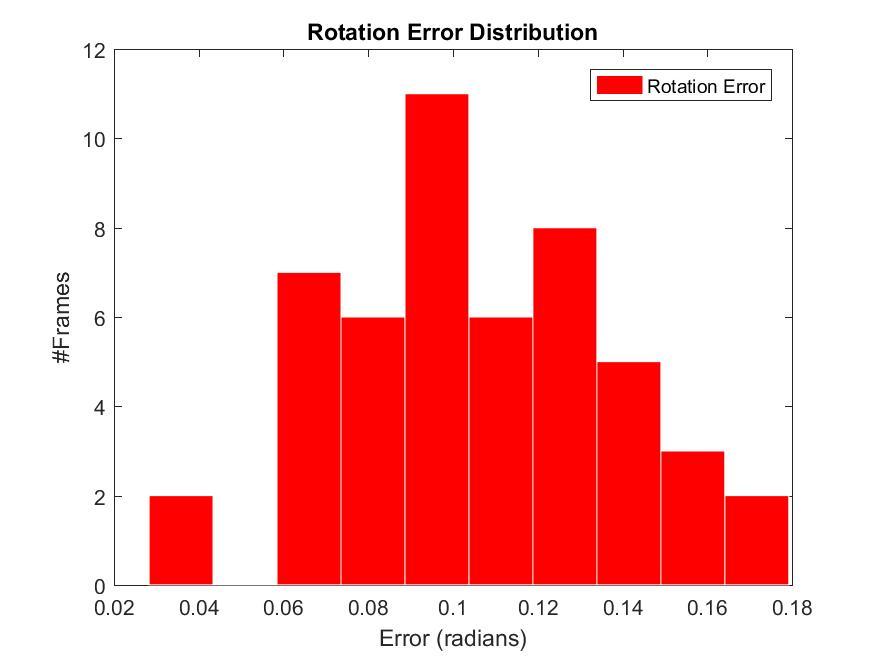 Rotation Error Distribution
Rotation Error
12
10
8
6
4
2
0
#Frames
0.02 0.04 0.06 0.08 0.1 0.12 0.14 0.16 0.18
Error (radians)